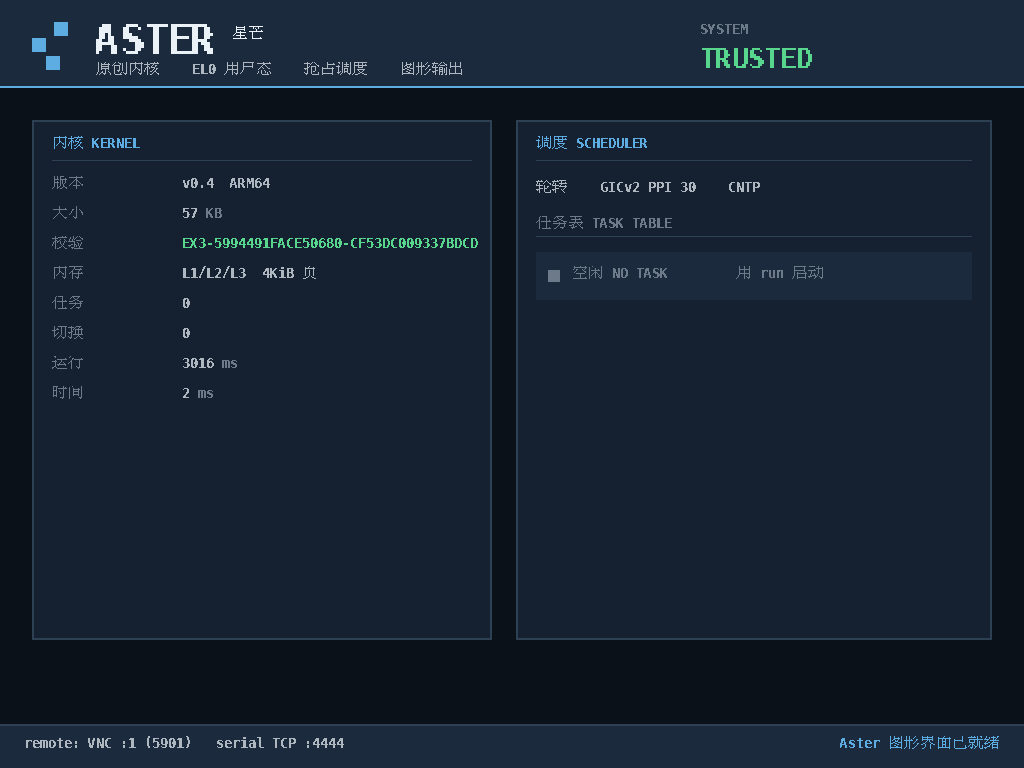 ASTER 星芒
原创内核 EL0 用户态 抢占调度 图形输出
SYSTEM
TRUSTED
内核 KERNEL
版本 v0.4 ARM64
大小 57 KB
校验 EX3-5994491FACE50680-CF53DC009337BDCD
内存 L1/L2/L3 4KiB 页
任务 0
切换 0
运行 3016 ms
时间 2 ms
调度 SCHEDULER
轮转 GICv2 PPI 30 CNTP
任务表 TASK TABLE
空闲 NO TASK 用 run 启动
remote: VNC :1 (5901) serial TCP :4444
Aster 图形界面已就绪